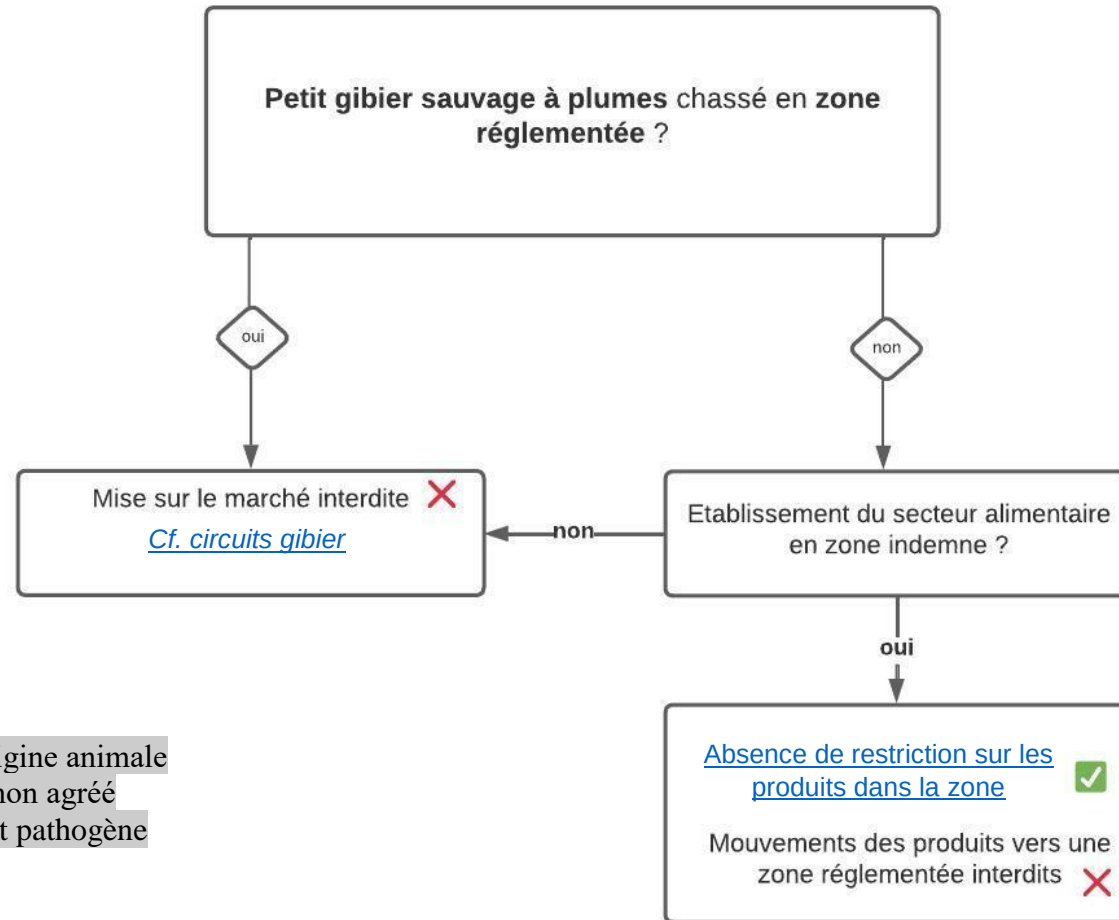 Petit gibier sauvage à plumes chassé en zone
réglementée ?
oui
non
Mise sur le marché interdite
Cf. circuits gibier
non
Etablissement du secteur alimentaire
en zone indemne ?
oui
Absence de restriction sur les
produits dans la zone
Mouvements des produits vers une
zone réglementée interdits
animale
non agréé
pathogène